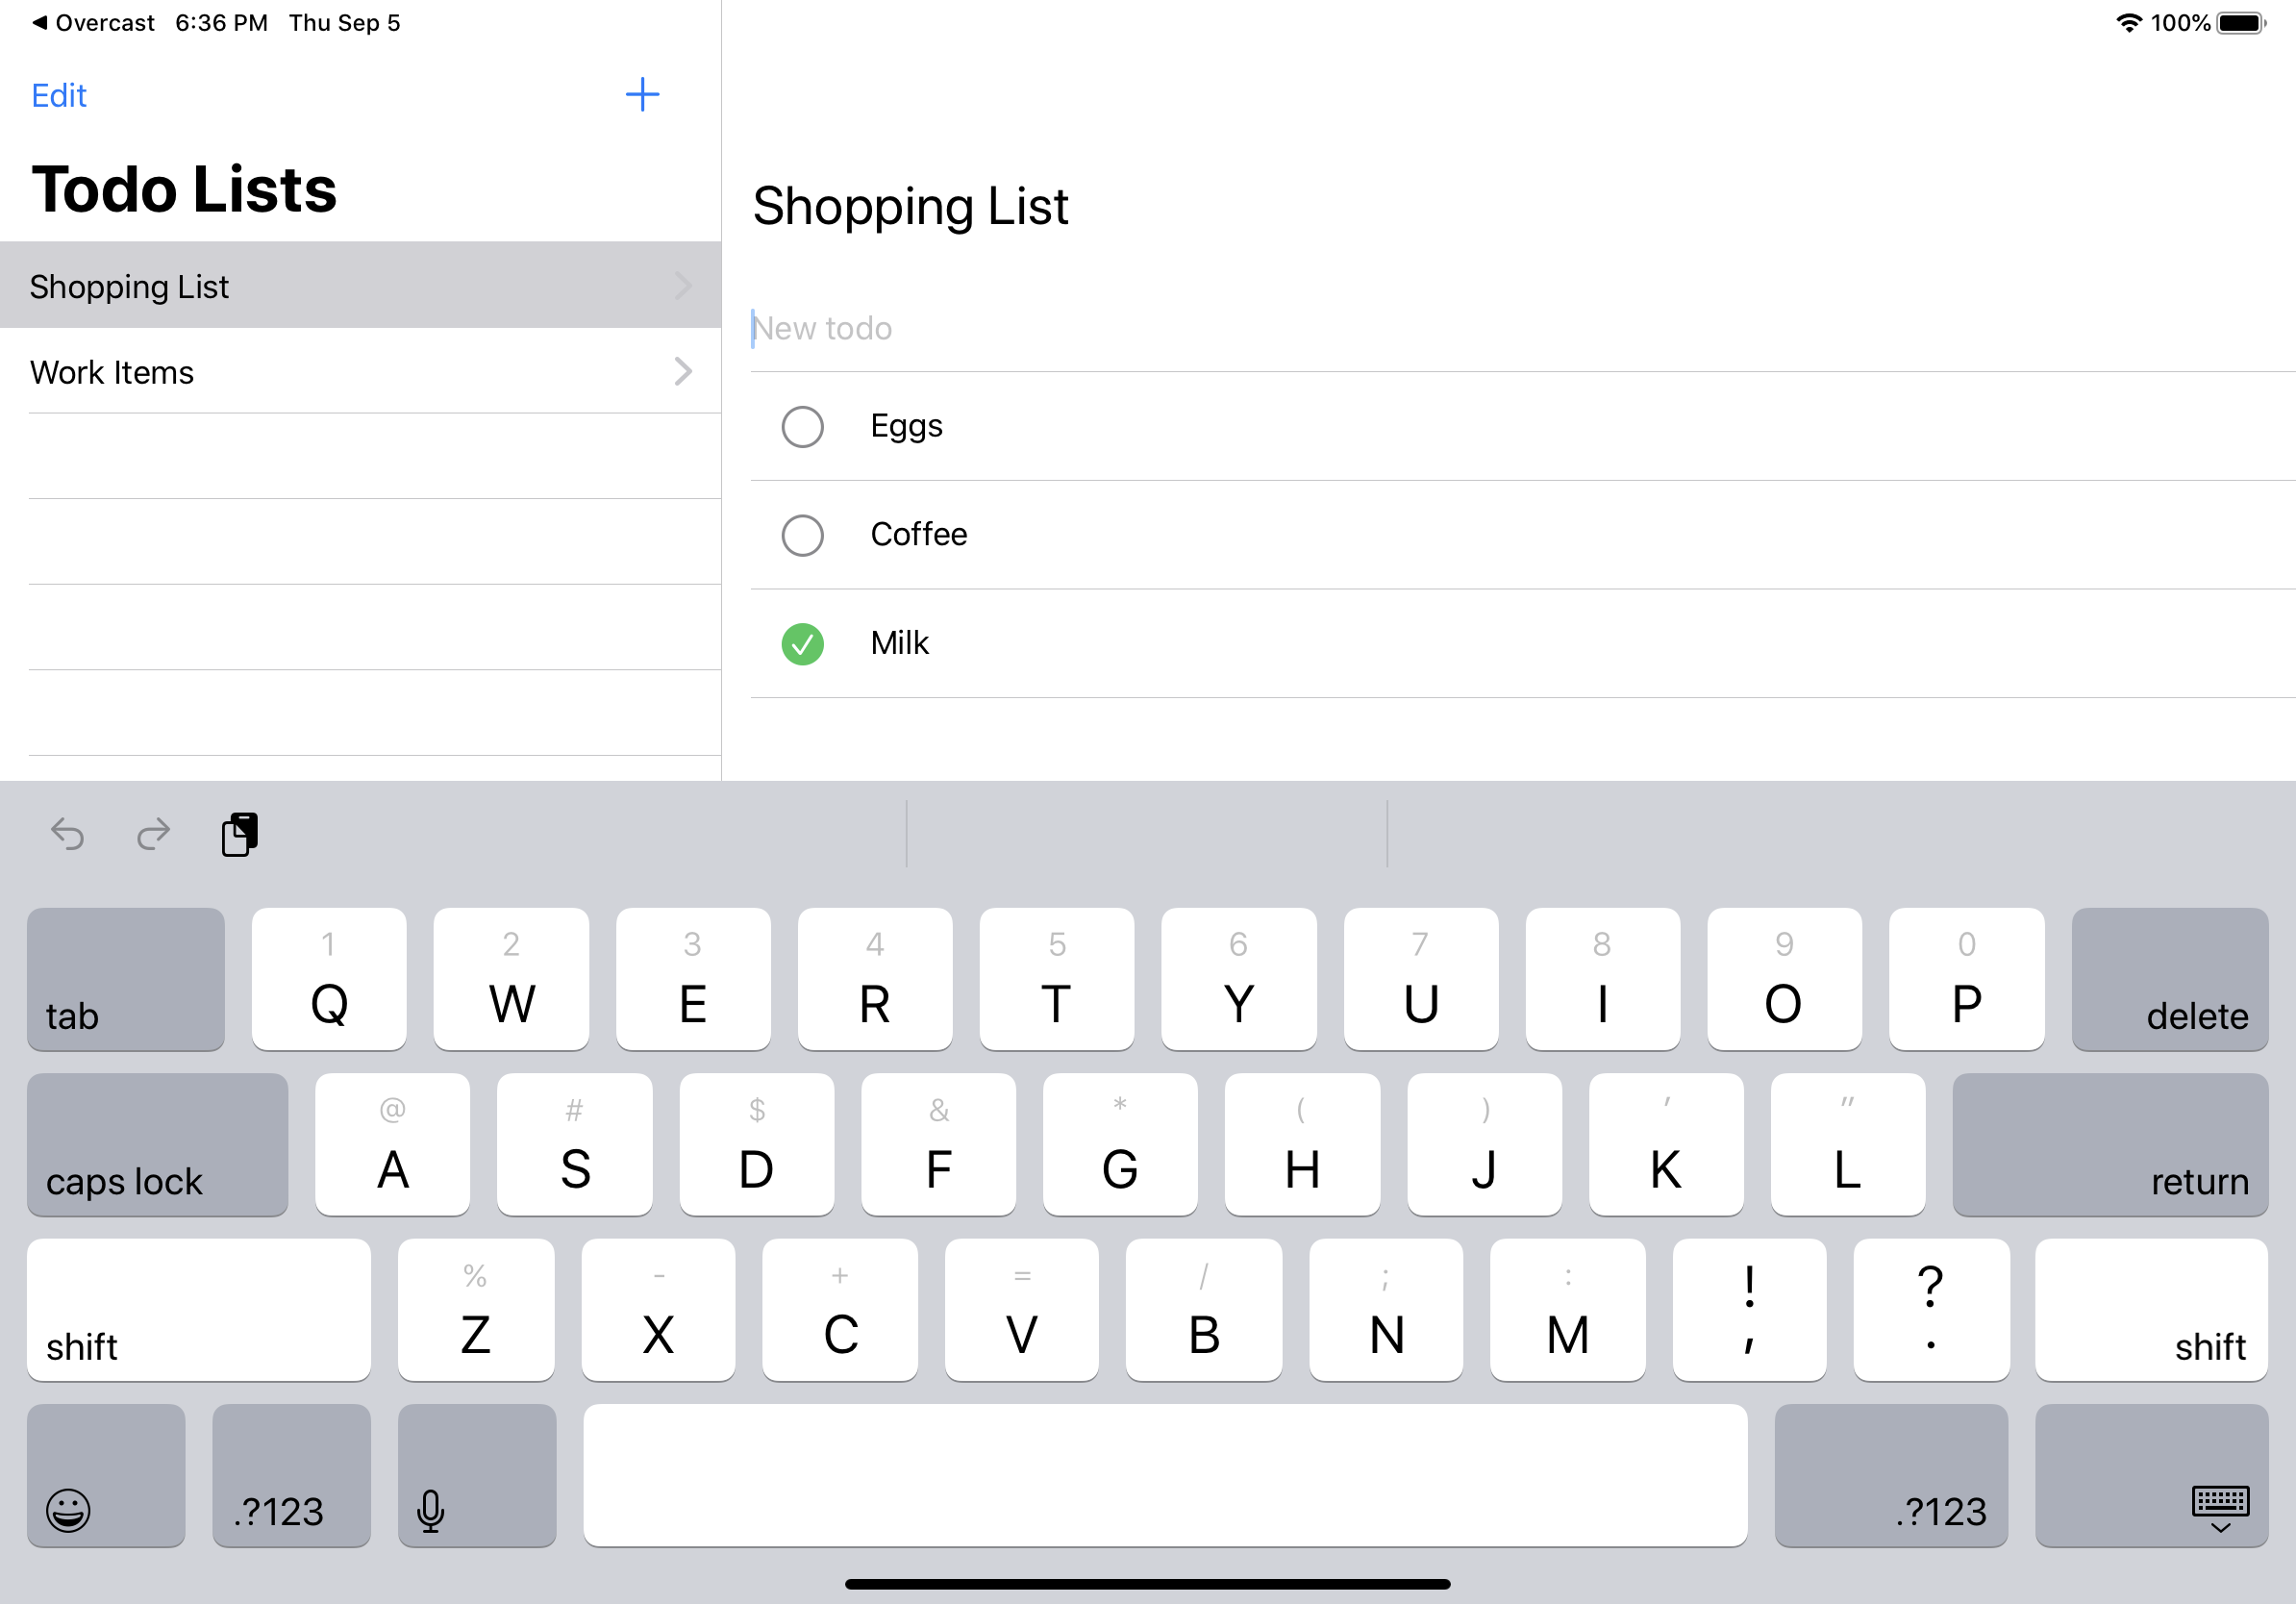 Overcast 6:36 PM Thu Sep 5 100%
Edit
Todo Lists
Shopping List
Work Items
Shopping List
New todo
Eggs
Coffee
Milk
1 2 3 4 5 6 7 8 9 0
tab Q W E R T Y U I O P delete
@ # $ & * ( ) ' "
caps lock A S D F G H J K L return
% - + = / ; : ! ?
shift Z X C V B N M , . shift
.?123 .?123